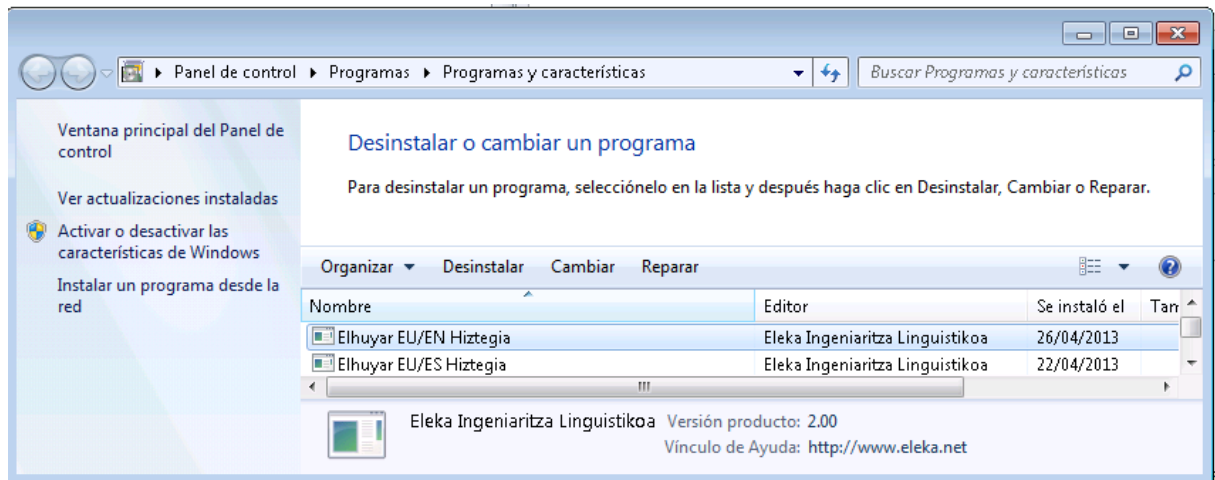 Panel de control ▸ Programas ▸ Programas y características
Buscar Programas y características
Ventana principal del Panel de
control
Ver actualizaciones instaladas
Activar o desactivar las
características de Windows
Instalar un programa desde la
red
Desinstalar o cambiar un programa
Para desinstalar un programa, selecciónelo en la lista y después haga clic en Desinstalar, Cambiar o Reparar.
Organizar Desinstalar Cambiar Reparar
Nombre Editor Se instaló el Tam
Elhuyar EU/EN Hiztegia Eleka Ingeniaritza Linguistikoa 26/04/2013
Elhuyar EU/ES Hiztegia Eleka Ingeniaritza Linguistikoa 22/04/2013
Eleka Ingeniaritza Linguistikoa Versión producto: 2.00
Vínculo de Ayuda: http://www.eleka.net